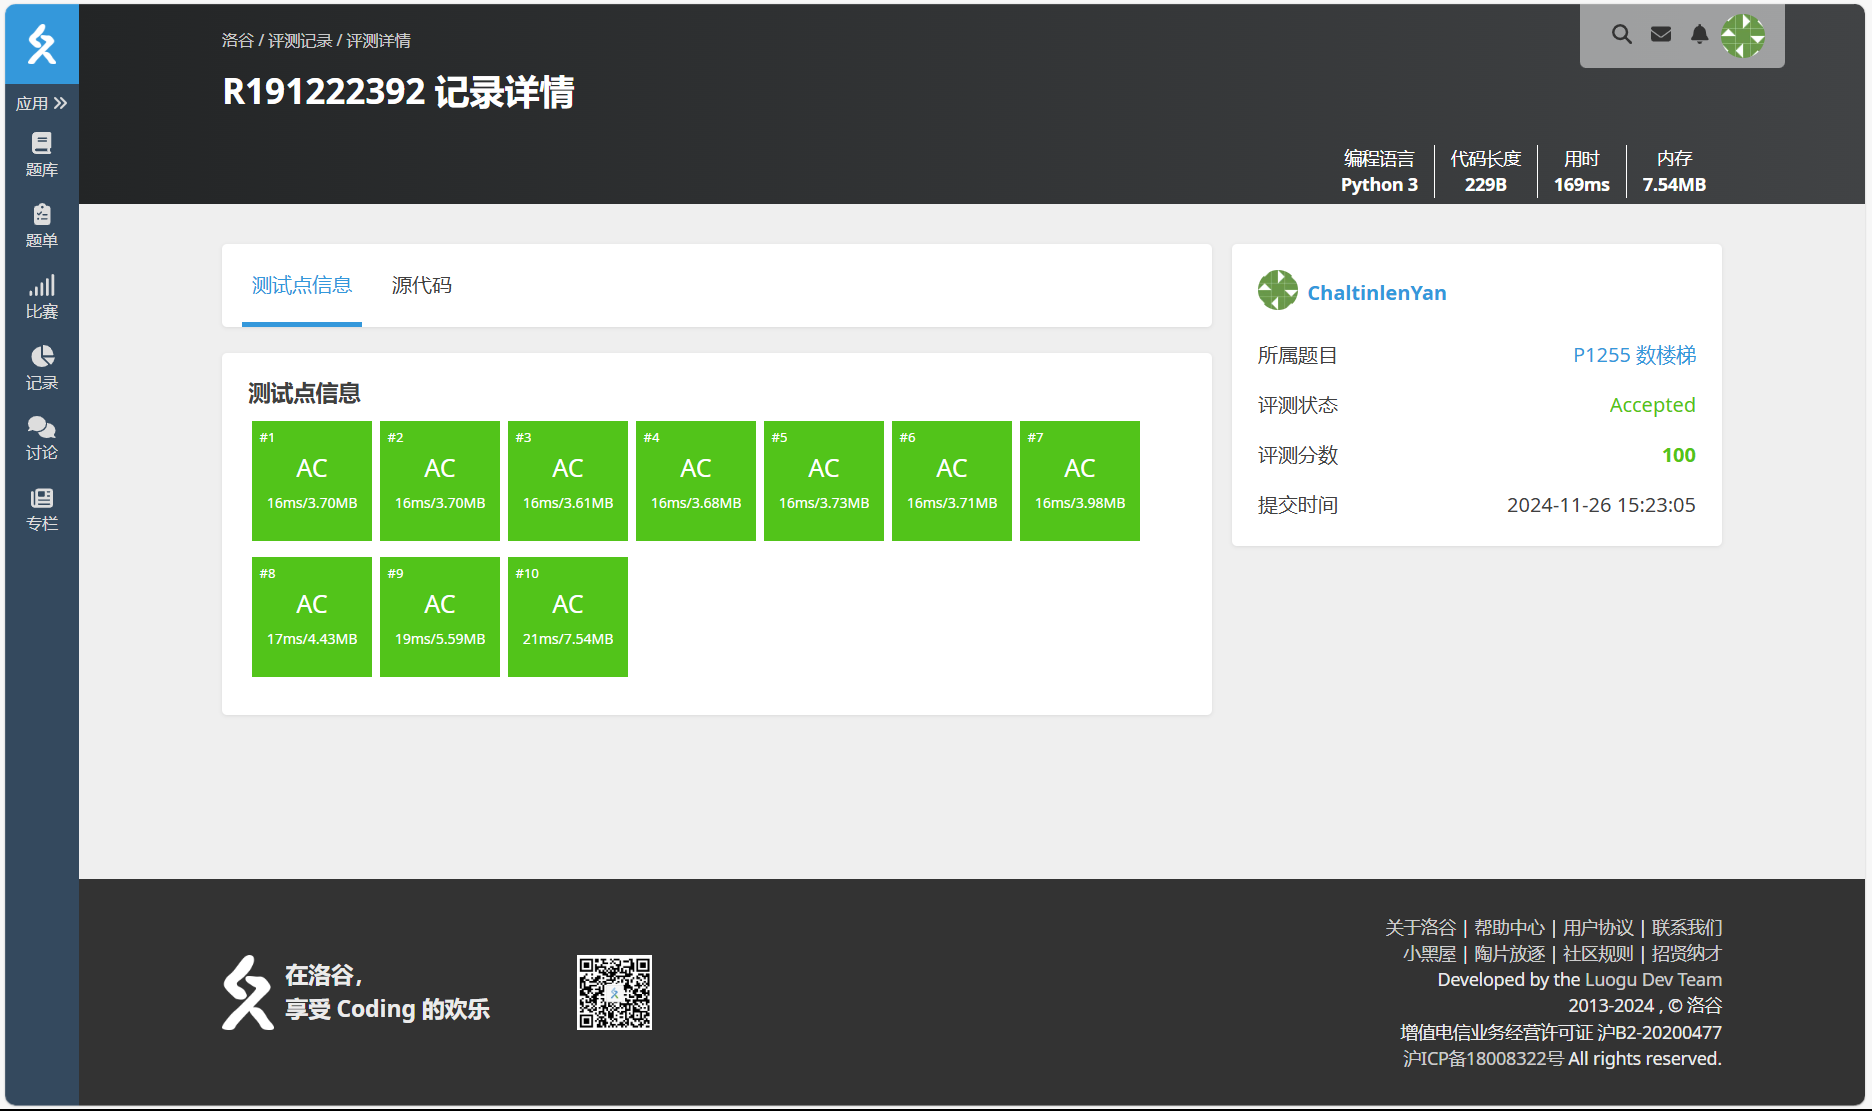 应用
题库
题单
比赛
记录
讨论
专栏
洛谷 / 评测记录 / 评测详情
R191222392 记录详情
编程语言 代码长度 用时 内存
Python 3 229B 169ms 7.54MB
测试点信息 源代码
测试点信息
#1 #2 #3 #4 #5 #6 #7
AC AC AC AC AC AC AC
16ms/3.70MB 16ms/3.70MB 16ms/3.61MB 16ms/3.68MB 16ms/3.73MB 16ms/3.71MB 16ms/3.98MB
#8 #9 #10
AC AC AC
17ms/4.43MB 19ms/5.59MB 21ms/7.54MB
ChaltinlenYan
所属题目 P1255 数楼梯
评测状态 Accepted
评测分数 100
提交时间 2024-11-26 15:23:05
在洛谷，
享受 Coding 的欢乐
关于洛谷 | 帮助中心 | 用户协议 | 联系我们
小黑屋 | 陶片放逐 | 社区规则 | 招贤纳才
Developed by the Luogu Dev Team
2013-2024 , © 洛谷
增值电信业务经营许可证 沪B2-20200477
沪ICP备18008322号 All rights reserved.